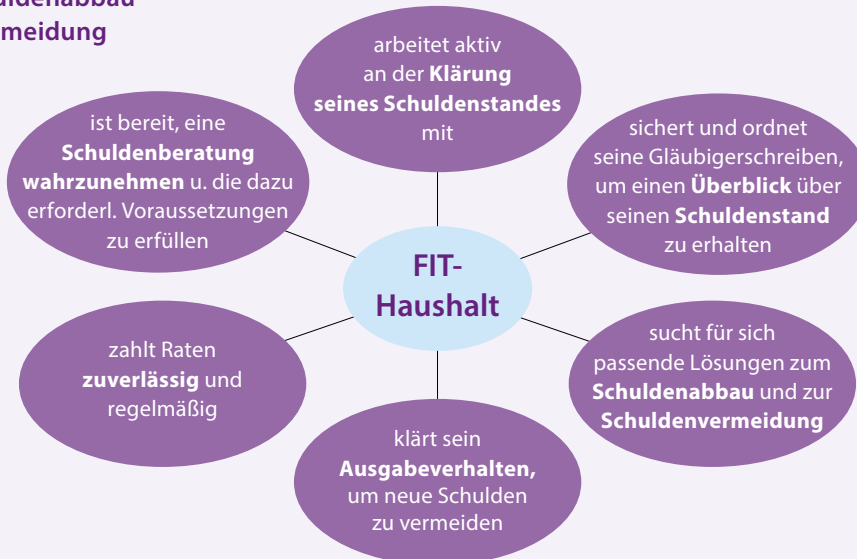 uldenabbau
meidung
arbeitet aktiv
an der Klärung
seines Schuldenstandes
mit
ist bereit, eine
Schuldenberatung
wahrzunehmen u. die dazu
erforderl. Voraussetzungen
zu erfüllen
sichert und ordnet
seine Gläubigerschreiben,
um einen Überblick über
seinen Schuldenstand
zu erhalten
FIT-
Haushalt
zahlt Raten
zuverlässig und
regelmäßig
sucht für sich
passende Lösungen zum
Schuldenabbau und zur
Schuldenvermeidung
klärt sein
Ausgabeverhalten,
um neue Schulden
zu vermeiden